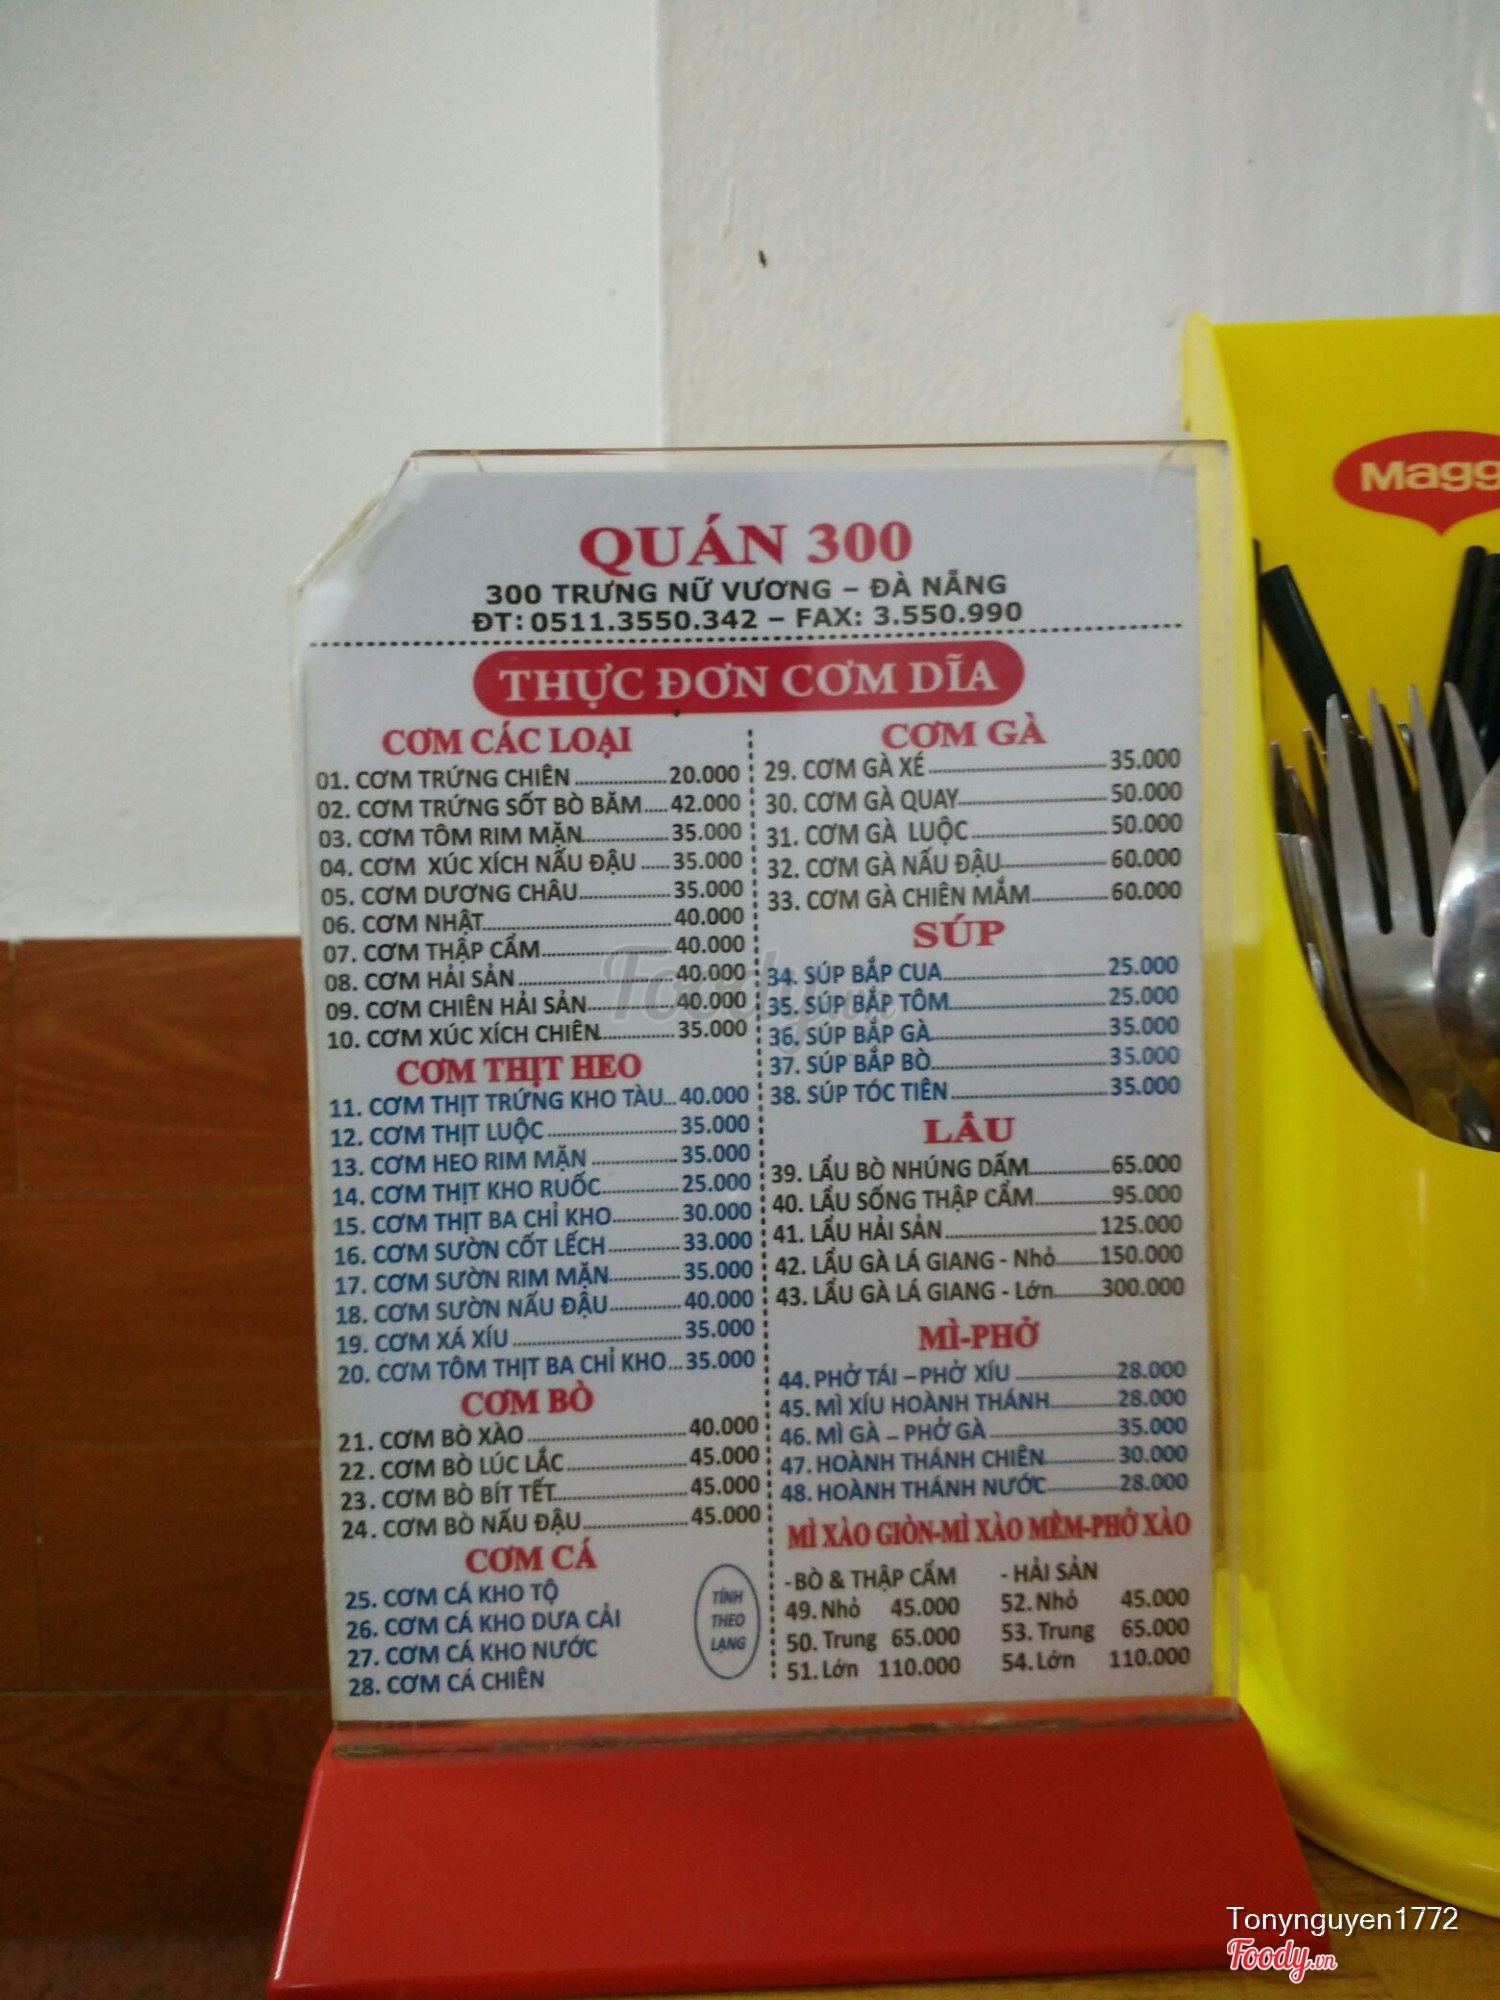 QUÁN 300
300 TRƯNG NỮ VƯƠNG – ĐÀ NẴNG
ĐT: 0511.3550.342 – FAX: 3.550.990
THỰC ĐƠN CƠM DĨA
CƠM CÁC LOẠI
01. CƠM TRỨNG CHIÊN 20.000
02. CƠM TRỨNG SỐT BÒ BĂM 42.000
03. CƠM TÔM RIM MẶN 35.000
04. CƠM XÚC XÍCH NẤU ĐẬU 35.000
05. CƠM DƯƠNG CHÂU 35.000
06. CƠM NHẬT 40.000
07. CƠM THẬP CẨM 40.000
08. CƠM HẢI SẢN 40.000
09. CƠM CHIÊN HẢI SẢN 40.000
10. CƠM XÚC XÍCH CHIÊN 35.000
CƠM THỊT HEO
11. CƠM THỊT TRỨNG KHO TÀU 40.000
12. CƠM THỊT LUỘC 35.000
13. CƠM HEO RIM MẶN 35.000
14. CƠM THỊT KHO RUỐC 25.000
15. CƠM THỊT BA CHỈ KHO 30.000
16. CƠM SƯỜN CỐT LẾCH 33.000
17. CƠM SƯỜN RIM MẶN 35.000
18. CƠM SƯỜN NẤU ĐẬU 40.000
19. CƠM XÁ XÍU 35.000
20. CƠM TÔM THỊT BA CHỈ KHO 35.000
CƠM BÒ
21. CƠM BÒ XÀO 40.000
22. CƠM BÒ LÚC LẮC 45.000
23. CƠM BÒ BÍT TẾT 45.000
24. CƠM BÒ NẤU ĐẬU 45.000
CƠM CÁ
25. CƠM CÁ KHO TỘ
26. CƠM CÁ KHO DƯA CẢI
27. CƠM CÁ KHO NƯỚC
28. CƠM CÁ CHIÊN
TÍNH
THEO
LẠNG
CƠM GÀ
29. CƠM GÀ XÉ 35.000
30. CƠM GÀ QUAY 50.000
31. CƠM GÀ LUỘC 50.000
32. CƠM GÀ NẤU ĐẬU 60.000
33. CƠM GÀ CHIÊN MẮM 60.000
SÚP
34. SÚP BẮP CUA 25.000
35. SÚP BẮP TÔM 25.000
36. SÚP BẮP GÀ 35.000
37. SÚP BẮP BÒ 35.000
38. SÚP TÓC TIÊN 35.000
LẨU
39. LẨU BÒ NHÚNG DẤM 65.000
40. LẨU SỐNG THẬP CẨM 95.000
41. LẨU HẢI SẢN 125.000
42. LẨU GÀ LÁ GIANG - Nhỏ 150.000
43. LẨU GÀ LÁ GIANG - Lớn 300.000
MÌ-PHỞ
44. PHỞ TÁI – PHỞ XÍU 28.000
45. MÌ XÍU HOÀNH THÁNH 28.000
46. MÌ GÀ – PHỞ GÀ 35.000
47. HOÀNH THÁNH CHIÊN 30.000
48. HOÀNH THÁNH NƯỚC 28.000
MÌ XÀO GIÒN-MÌ XÀO MỀM-PHỞ XÀO
-BÒ & THẬP CẨM - HẢI SẢN
49. Nhỏ 45.000 52. Nhỏ 45.000
50. Trung 65.000 53. Trung 65.000
51. Lớn 110.000 54. Lớn 110.000
Foody.vn
Tonynguyen1772
Foody.vn